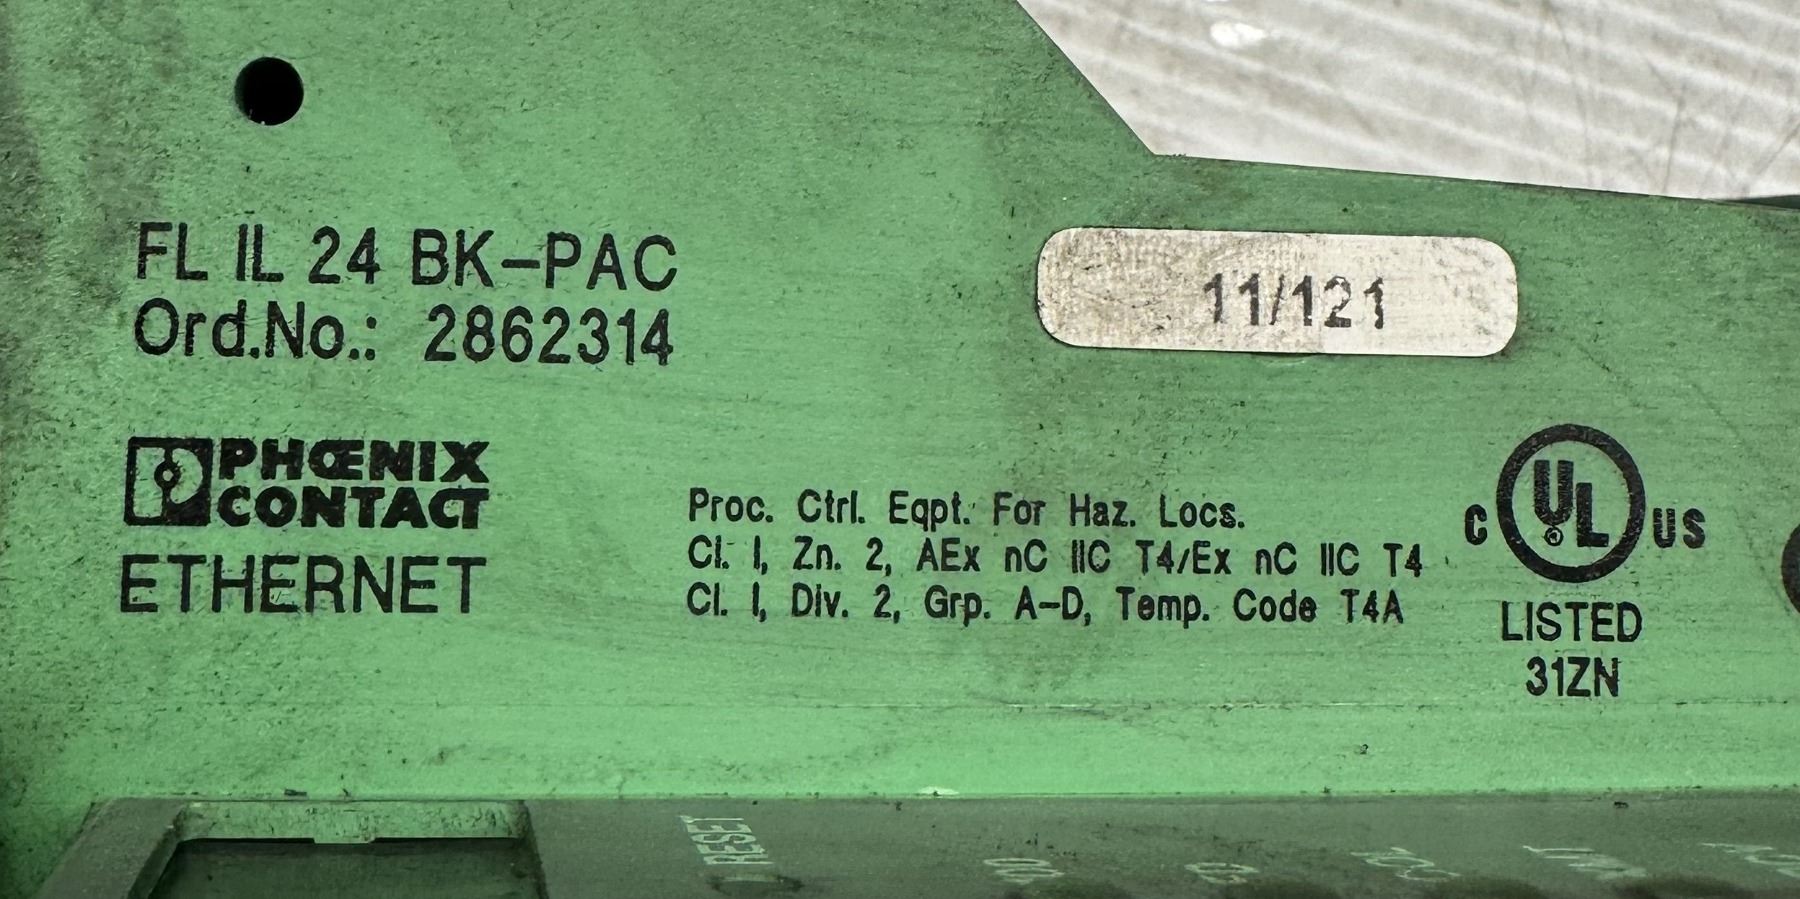 FL IL 24 BK-PAC
Ord.No.: 2862314
11/121
PHŒNIX
CONTACT
ETHERNET
Proc. Ctrl. Eqpt. For Haz. Locs.
Cl. I, Zn. 2, AEx nC IIC T4/Ex nC IIC T4
Cl. I, Div. 2, Grp. A-D, Temp. Code T4A
C UL US
LISTED
31ZN
RESET